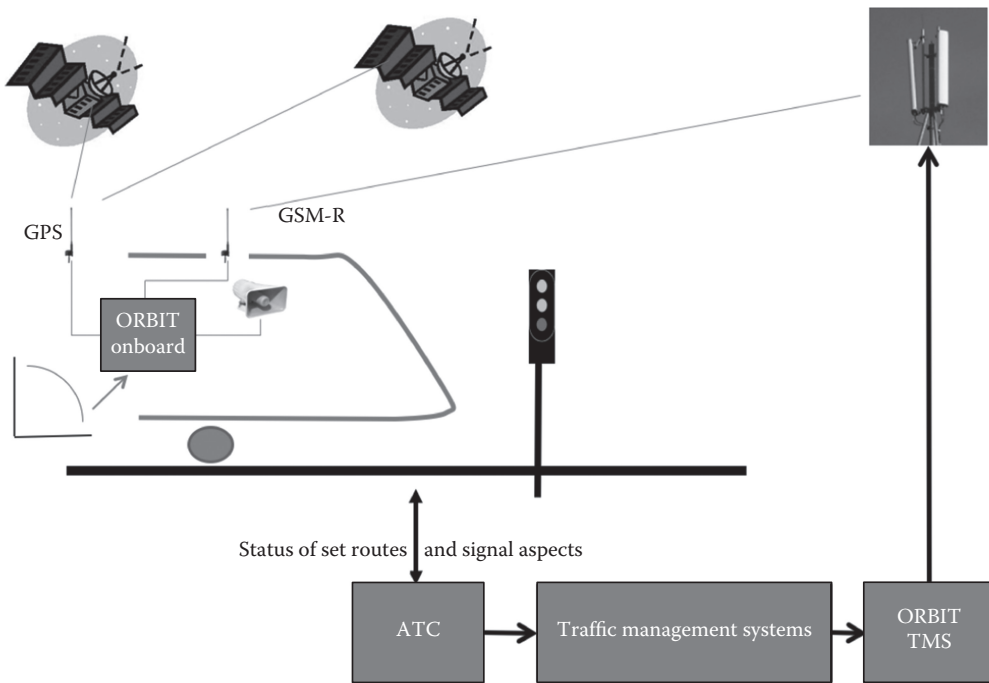 GPS
GSM-R
ORBIT
onboard
Status of set routes and signal aspects
ATC
Traffic management systems
ORBIT
TMS